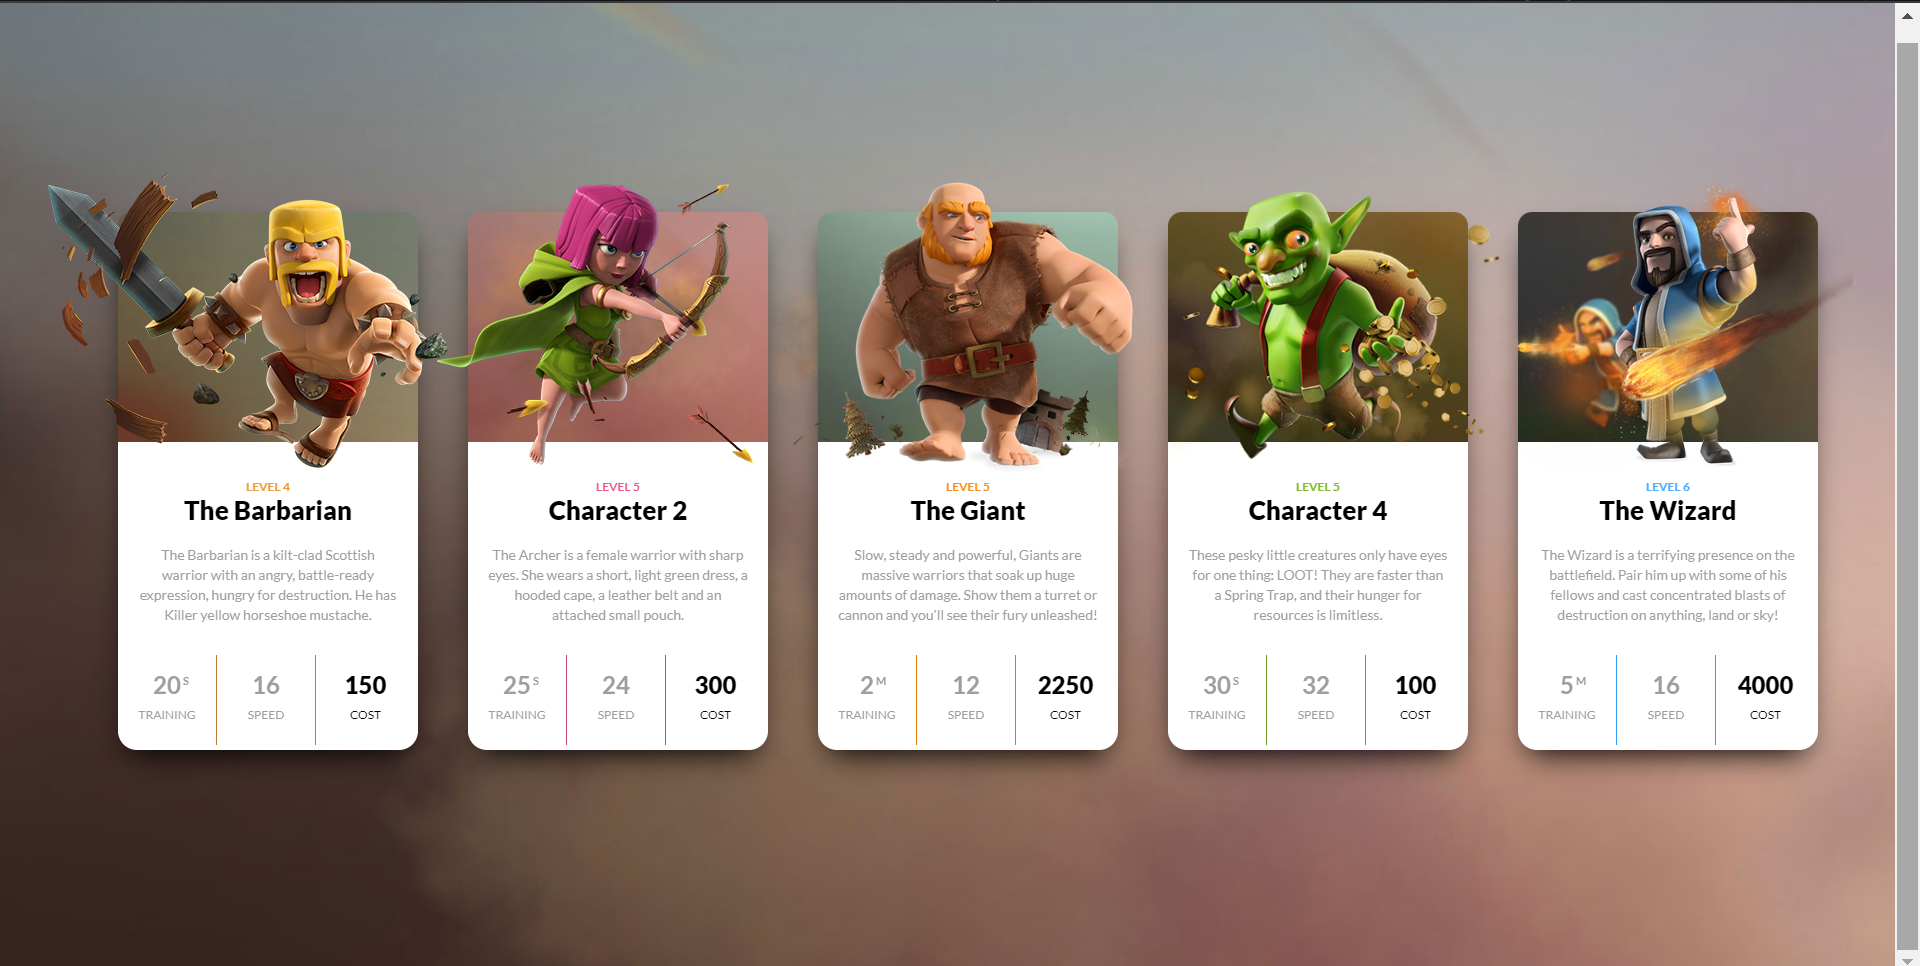 LEVEL 4
The Barbarian
The Barbarian is a kilt-clad Scottish
warrior with an angry, battle-ready
expression, hungry for destruction. He has
Killer yellow horseshoe mustache.
20 S
TRAINING
16
SPEED
150
COST
LEVEL 5
Character 2
The Archer is a female warrior with sharp
eyes. She wears a short, light green dress, a
hooded cape, a leather belt and an
attached small pouch.
25 S
TRAINING
24
SPEED
300
COST
LEVEL 5
The Giant
Slow, steady and powerful, Giants are
massive warriors that soak up huge
amounts of damage. Show them a turret or
cannon and you'll see their fury unleashed!
2 M
TRAINING
12
SPEED
2250
COST
LEVEL 5
Character 4
These pesky little creatures only have eyes
for one thing: LOOT! They are faster than
a Spring Trap, and their hunger for
resources is limitless.
30 S
TRAINING
32
SPEED
100
COST
LEVEL 6
The Wizard
The Wizard is a terrifying presence on the
battlefield. Pair him up with some of his
fellows and cast concentrated blasts of
destruction on anything, land or sky!
5 M
TRAINING
16
SPEED
4000
COST